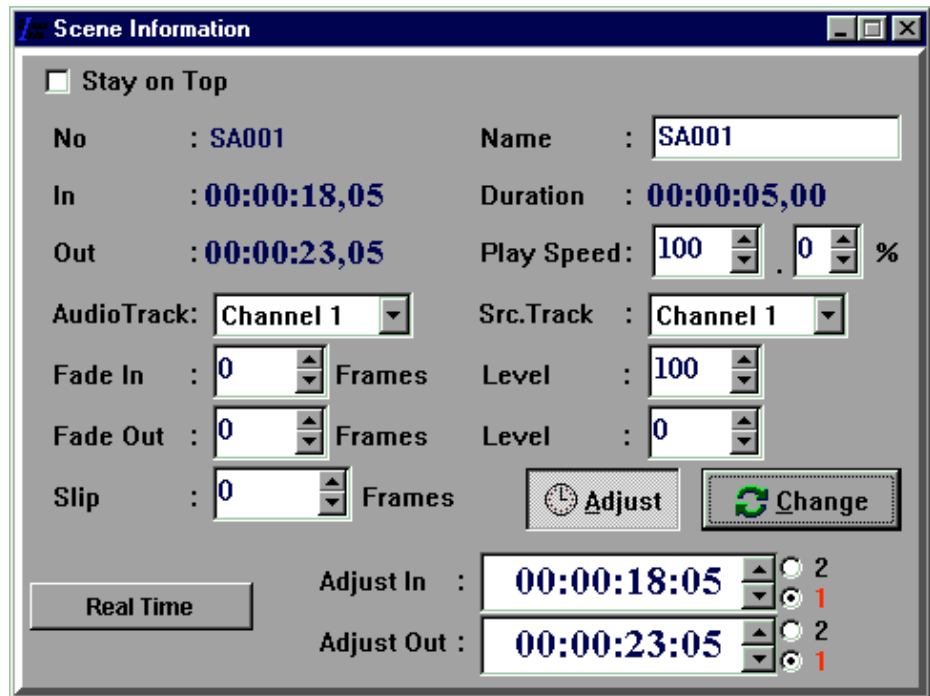 Scene Information
Stay on Top
No : SA001 Name : SA001
In : 00:00:18,05 Duration : 00:00:05,00
Out : 00:00:23,05 Play Speed : 100 . 0 %
AudioTrack: Channel 1 Src.Track : Channel 1
Fade In : 0 Frames Level : 100
Fade Out : 0 Frames Level : 0
Slip : 0 Frames Adjust Change
Adjust In : 00:00:18:05 2
1
Real Time
Adjust Out : 00:00:23:05 2
1